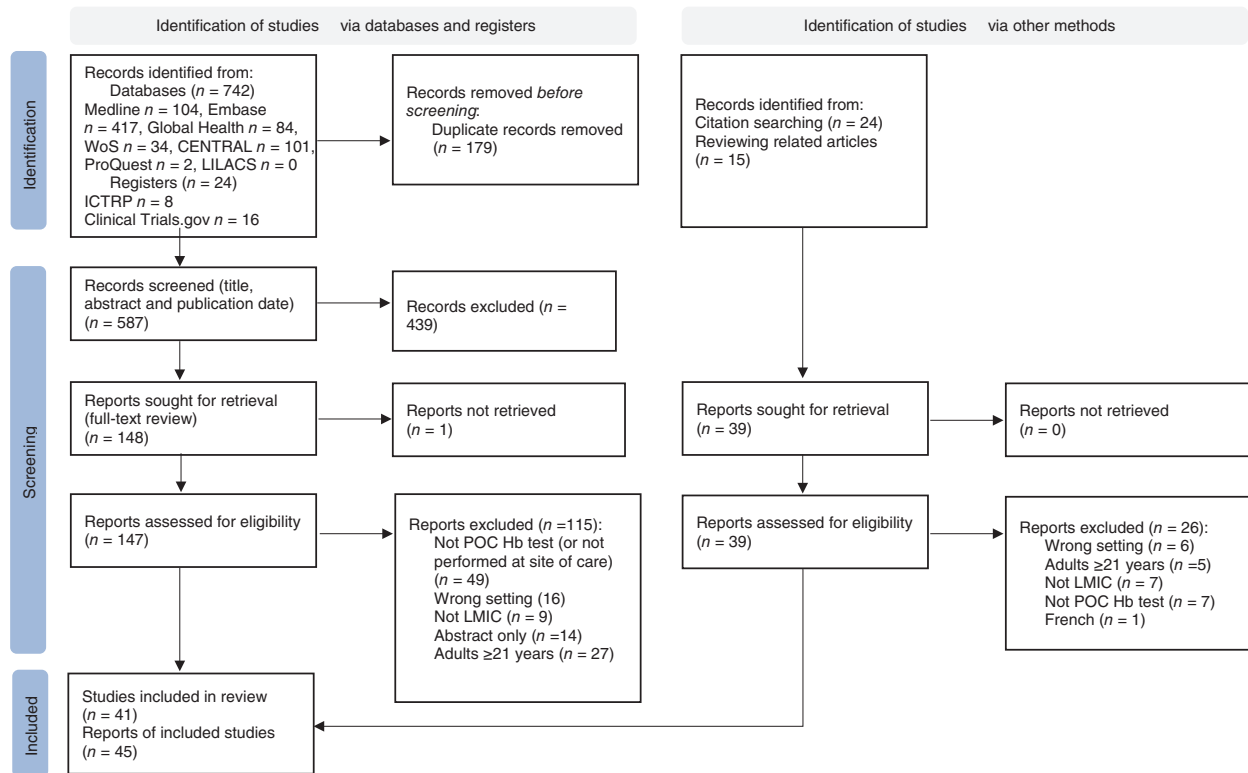 Identification of studies via databases and registers
Identification of studies via other methods
Identification
Records identified from:
Databases (n = 742)
Medline n = 104, Embase
n = 417, Global Health = 84,
WoS n = 34, CENTRAL n = 101,
ProQuest n = 2, LILACS n = 0
Registers (n = 24)
ICTRP n = 8
Clinical Trials.gov n = 16
Records removed before
screening:
Duplicate records removed
(n = 179)
Records identified from:
Citation searching (n = 24)
Reviewing related articles
(n = 15)
Screening
Records screened (title,
abstract and publication date)
(n = 587)
Records excluded (n =
439)
Reports sought for retrieval
(full-text review)
(n = 148)
Reports not retrieved
(n = 1)
Reports sought for retrieval
(n = 39)
Reports not retrieved
(n = 0)
Reports assessed for eligibility
(n = 147)
Reports excluded (n =115):
Not POC Hb test (or not
performed at site of care)
(n = 49)
Wrong setting (16)
Not LMIC (n = 9)
Abstract only (n =14)
Adults ≥21 years (n = 27)
Reports assessed for eligibility
(n = 39)
Reports excluded (n = 26):
Wrong setting (n = 6)
Adults ≥21 years (n =5)
Not LMIC (n = 7)
Not POC Hb test (n = 7)
French (n = 1)
Included
Studies included in review
(n = 41)
Reports of included studies
(n = 45)